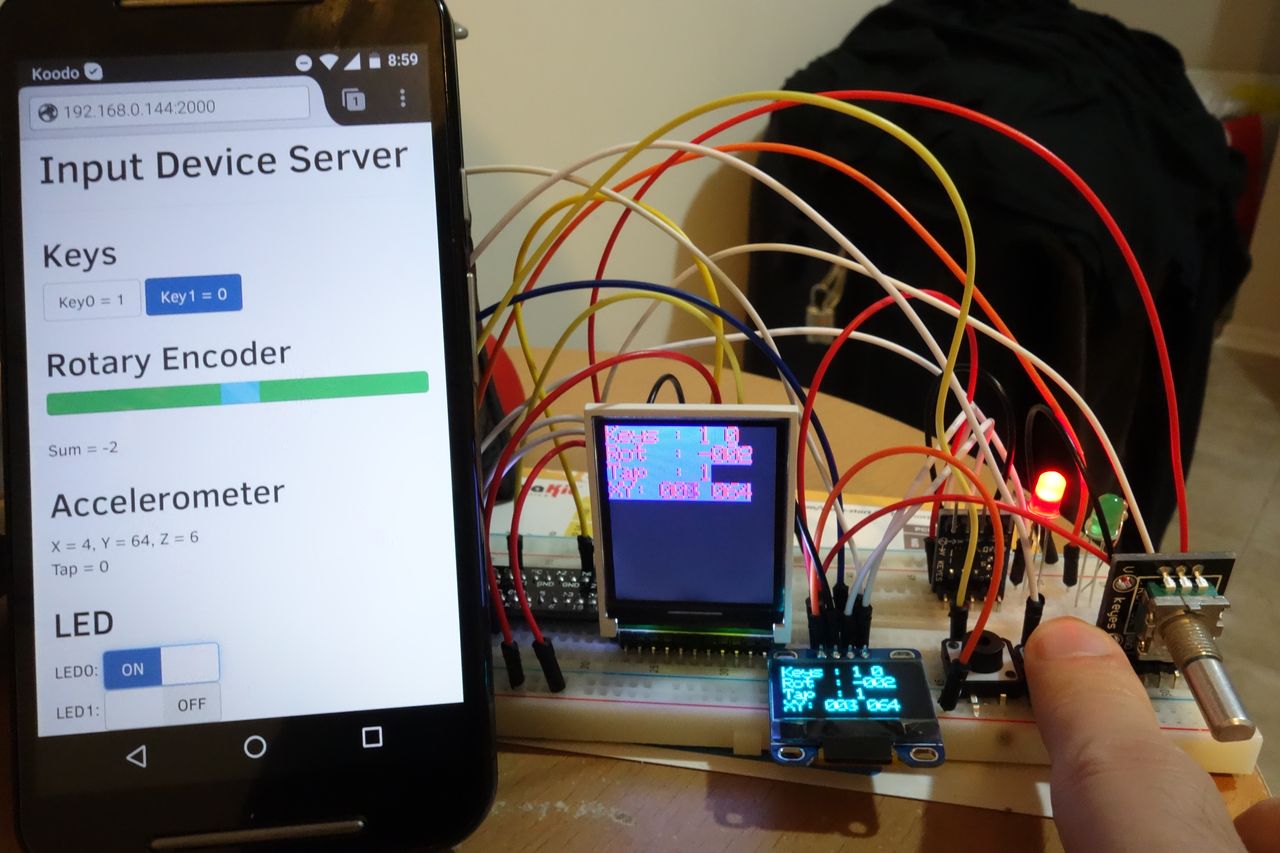 Koodo 8:59
192.168.0.144:2000 1
Input Device Server
Keys
Key0 = 1 Key1 = 0
Rotary Encoder
Sum = -2
Accelerometer
X = 4, Y = 64, Z = 6
Tap = 0
LED
LED0: ON
LED1: OFF
Keys : 1 0
Rot : -002
Tap : 1
XY: 003 064
Keys : 1 0
Rot : -002
Tap : 1
XY: 003 064
keyes